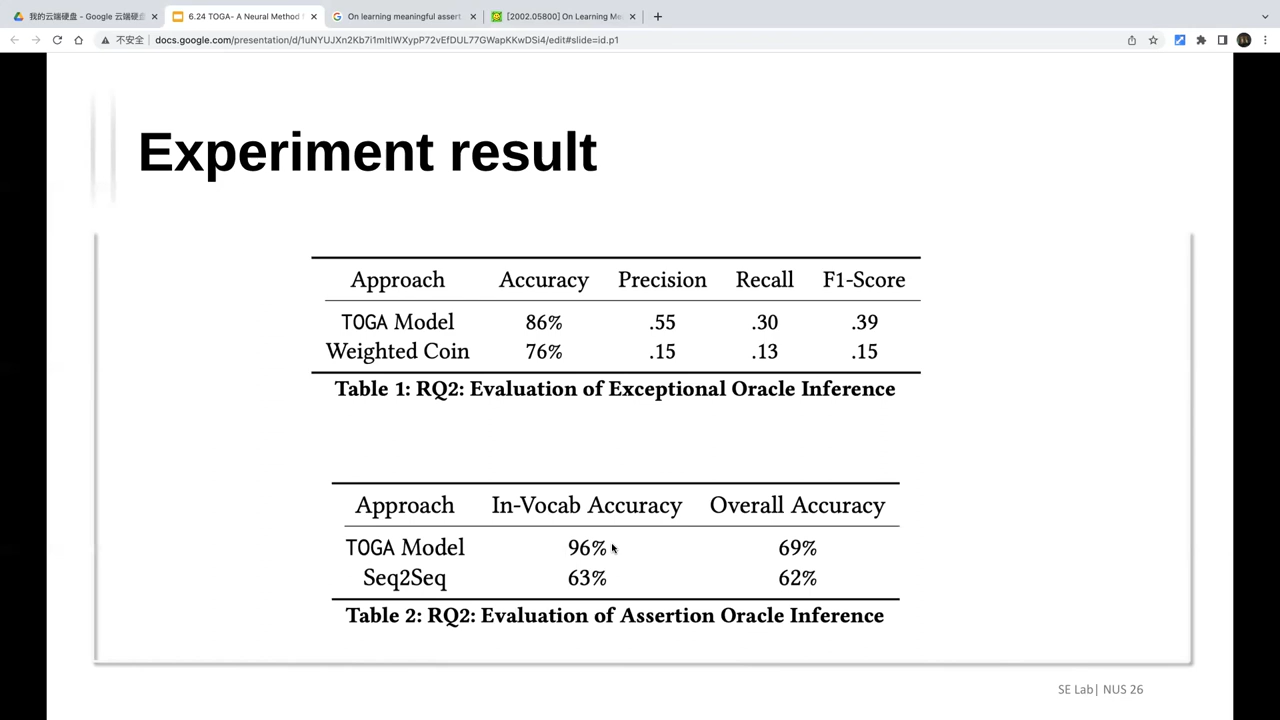 我的云端硬盘 - Google 云端硬盘
6.24 TOGA- A Neural Method
On learning meaningful assert
[2002.05800] On Learning Me
不安全
docs.google.com/presentation/d/1uNYUJXn2Kb7i1mltIWXypP72vEfDUL77GWapKKwDSi4/edit#slide=id.p1
Experiment result
Approach Accuracy Precision Recall F1-Score
TOGA Model 86% .55 .30 .39
Weighted Coin 76% .15 .13 .15
Table 1: RQ2: Evaluation of Exceptional Oracle Inference
Approach In-Vocab Accuracy Overall Accuracy
TOGA Model 96% 69%
Seq2Seq 63% 62%
Table 2: RQ2: Evaluation of Assertion Oracle Inference
SE Lab| NUS 26